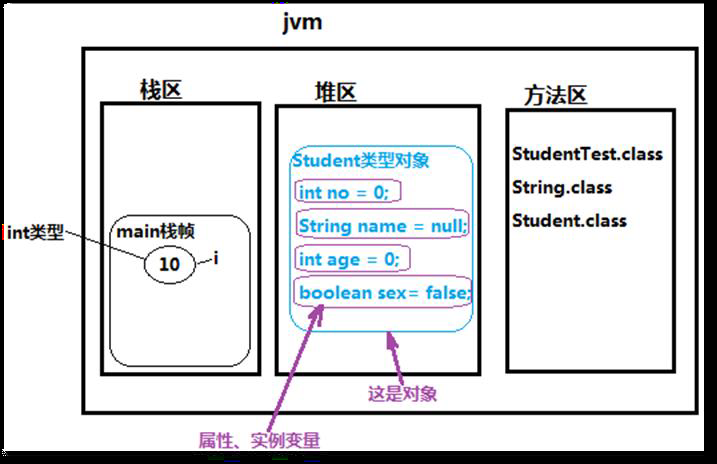 jvm
栈区
堆区
方法区
Student类型对象
int no = 0;
String name = null;
int age = 0;
boolean sex= false;
StudentTest.class
String.class
Student.class
int类型
main栈帧
10
i
这是对象
属性、实例变量